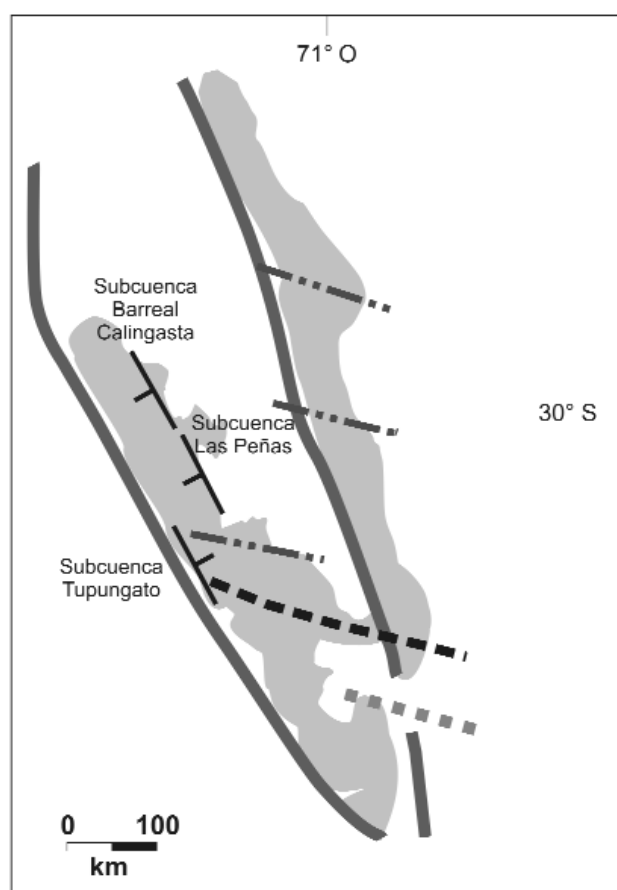 71° O
Subcuenca
Barreal
Calingasta
30° S
Subcuenca
Las Peñas
Subcuenca
Tupungato
0 100
km